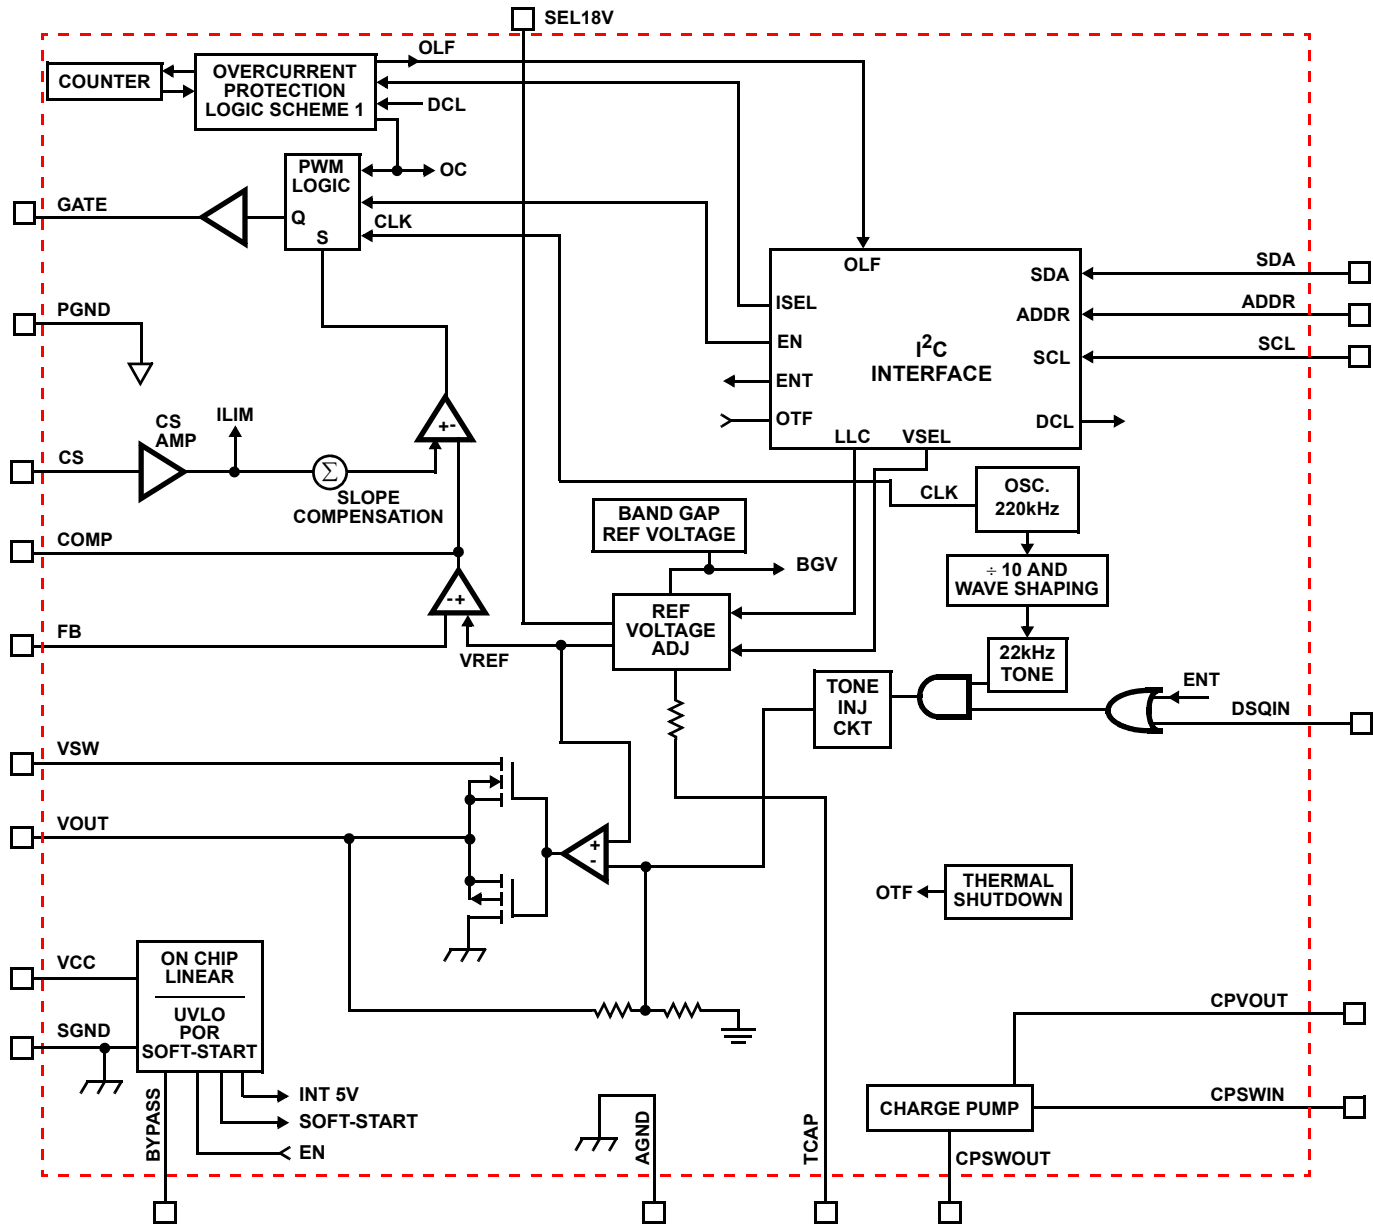 SEL18V
OLF
COUNTER
OVERCURRENT
PROTECTION
LOGIC SCHEME 1
DCL
PWM
LOGIC
OC
GATE
Q
CLK
S
OLF
SDA
SDA
ISEL
ADDR
ADDR
PGND
EN
I2C
INTERFACE
SCL
SCL
ENT
OTF
DCL
LLC
VSEL
CS
AMP
ILIM
+-
CS
Σ
SLOPE
COMPENSATION
CLK
OSC.
220kHz
BAND GAP
REF VOLTAGE
COMP
BGV
÷ 10 AND
WAVE SHAPING
-+
REF
VOLTAGE
ADJ
FB
VREF
22kHz
TONE
TONE
INJ
CKT
ENT
DSQIN
VSW
VOUT
+
-
THERMAL
SHUTDOWN
OTF
VCC
ON CHIP
LINEAR
UVLO
POR
SOFT-START
SGND
CPVOUT
INT 5V
SOFT-START
EN
BYPASS
AGND
TCAP
CHARGE PUMP
CPSWIN
CPSWOUT